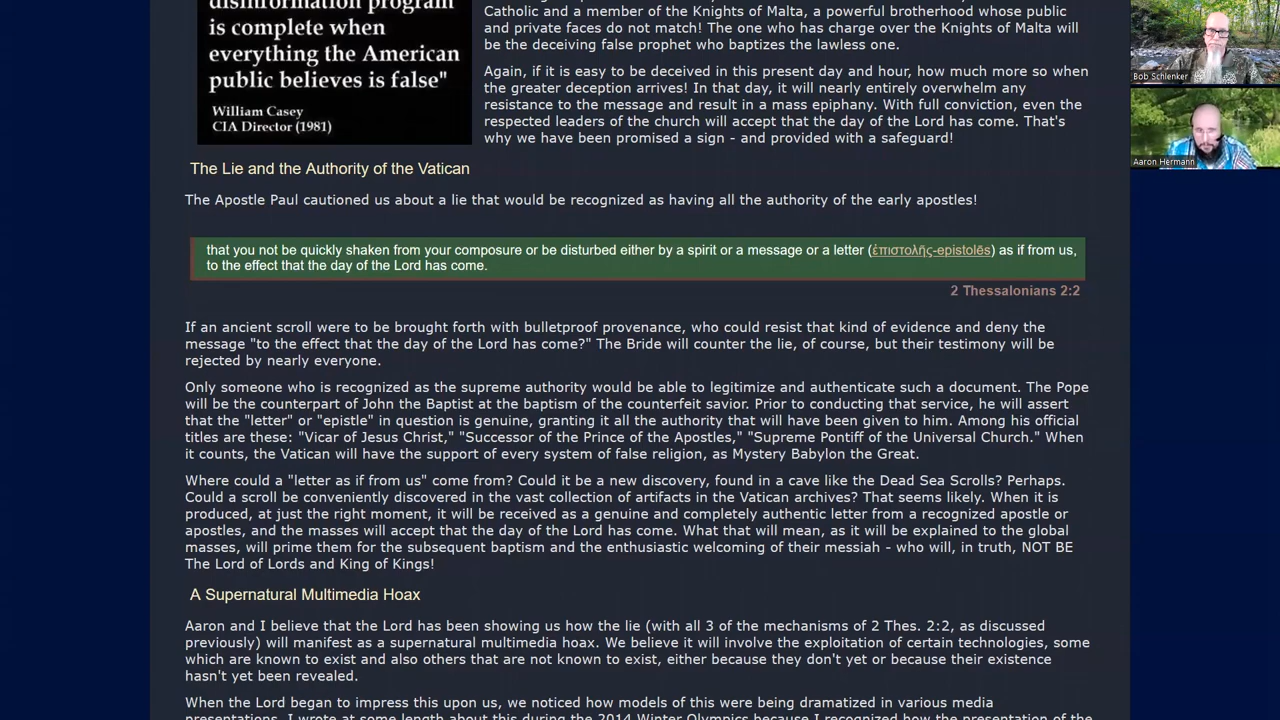 disinformation program
is complete when
everything the American
public believes is false"
William Casey
CIA Director (1981)
Catholic and a member of the Knights of Malta, a powerful brotherhood whose public
and private faces do not match! The one who has charge over the Knights of Malta will
be the deceiving false prophet who baptizes the lawless one.
Again, if it is easy to be deceived in this present day and hour, how much more so when
the greater deception arrives! In that day, it will nearly entirely overwhelm any
resistance to the message and result in a mass epiphany. With full conviction, even the
respected leaders of the church will accept that the day of the Lord has come. That's
why we have been promised a sign - and provided with a safeguard!
The Lie and the Authority of the Vatican
The Apostle Paul cautioned us about a lie that would be recognized as having all the authority of the early apostles!
that you not be quickly shaken from your composure or be disturbed either by a spirit or a message or a letter (ἐπιστολῆς-epistolēs) as if from us,
to the effect that the day of the Lord has come.
2 Thessalonians 2:2
If an ancient scroll were to be brought forth with bulletproof provenance, who could resist that kind of evidence and deny the
message "to the effect that the day of the Lord has come?" The Bride will counter the lie, of course, but their testimony will be
rejected by nearly everyone.
Only someone who is recognized as the supreme authority would be able to legitimize and authenticate such a document. The Pope
will be the counterpart of John the Baptist at the baptism of the counterfeit savior. Prior to conducting that service, he will assert
that the "letter" or "epistle" in question is genuine, granting it all the authority that will have been given to him. Among his official
titles are these: "Vicar of Jesus Christ," "Successor of the Prince of the Apostles," "Supreme Pontiff of the Universal Church." When
it counts, the Vatican will have the support of every system of false religion, as Mystery Babylon the Great.
Where could a "letter as if from us" come from? Could it be a new discovery, found in a cave like the Dead Sea Scrolls? Perhaps.
Could a scroll be conveniently discovered in the vast collection of artifacts in the Vatican archives? That seems likely. When it is
produced, at just the right moment, it will be received as a genuine and completely authentic letter from a recognized apostle or
apostles, and the masses will accept that the day of the Lord has come. What that will mean, as it will be explained to the global
masses, will prime them for the subsequent baptism and the enthusiastic welcoming of their messiah - who will, in truth, NOT BE
The Lord of Lords and King of Kings!
A Supernatural Multimedia Hoax
Aaron and I believe that the Lord has been showing us how the lie (with all 3 of the mechanisms of 2 Thes. 2:2, as discussed
previously) will manifest as a supernatural multimedia hoax. We believe it will involve the exploitation of certain technologies, some
which are known to exist and also others that are not known to exist, either because they don't yet or because their existence
hasn't yet been revealed.
When the Lord began to impress this upon us, we noticed how models of this were being dramatized in various media
presentations. I wrote at some length about this during the 2014 Winter Olympics because I recognized how the presentation of the
Bob Schlenker
Aaron Hermann